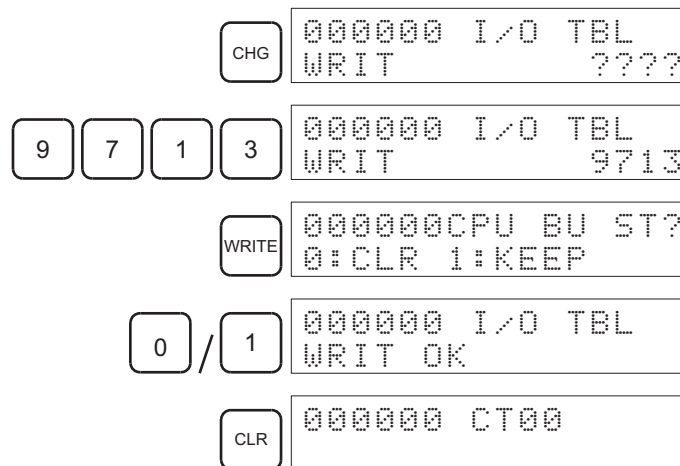 CHG
000000 I/O TBL
WRIT ????
9 7 1 3
000000 I/O TBL
WRIT 9713
WRITE
000000CPU BU ST?
0:CLR 1:KEEP
0 / 1
000000 I/O TBL
WRIT OK
CLR
000000 CT00